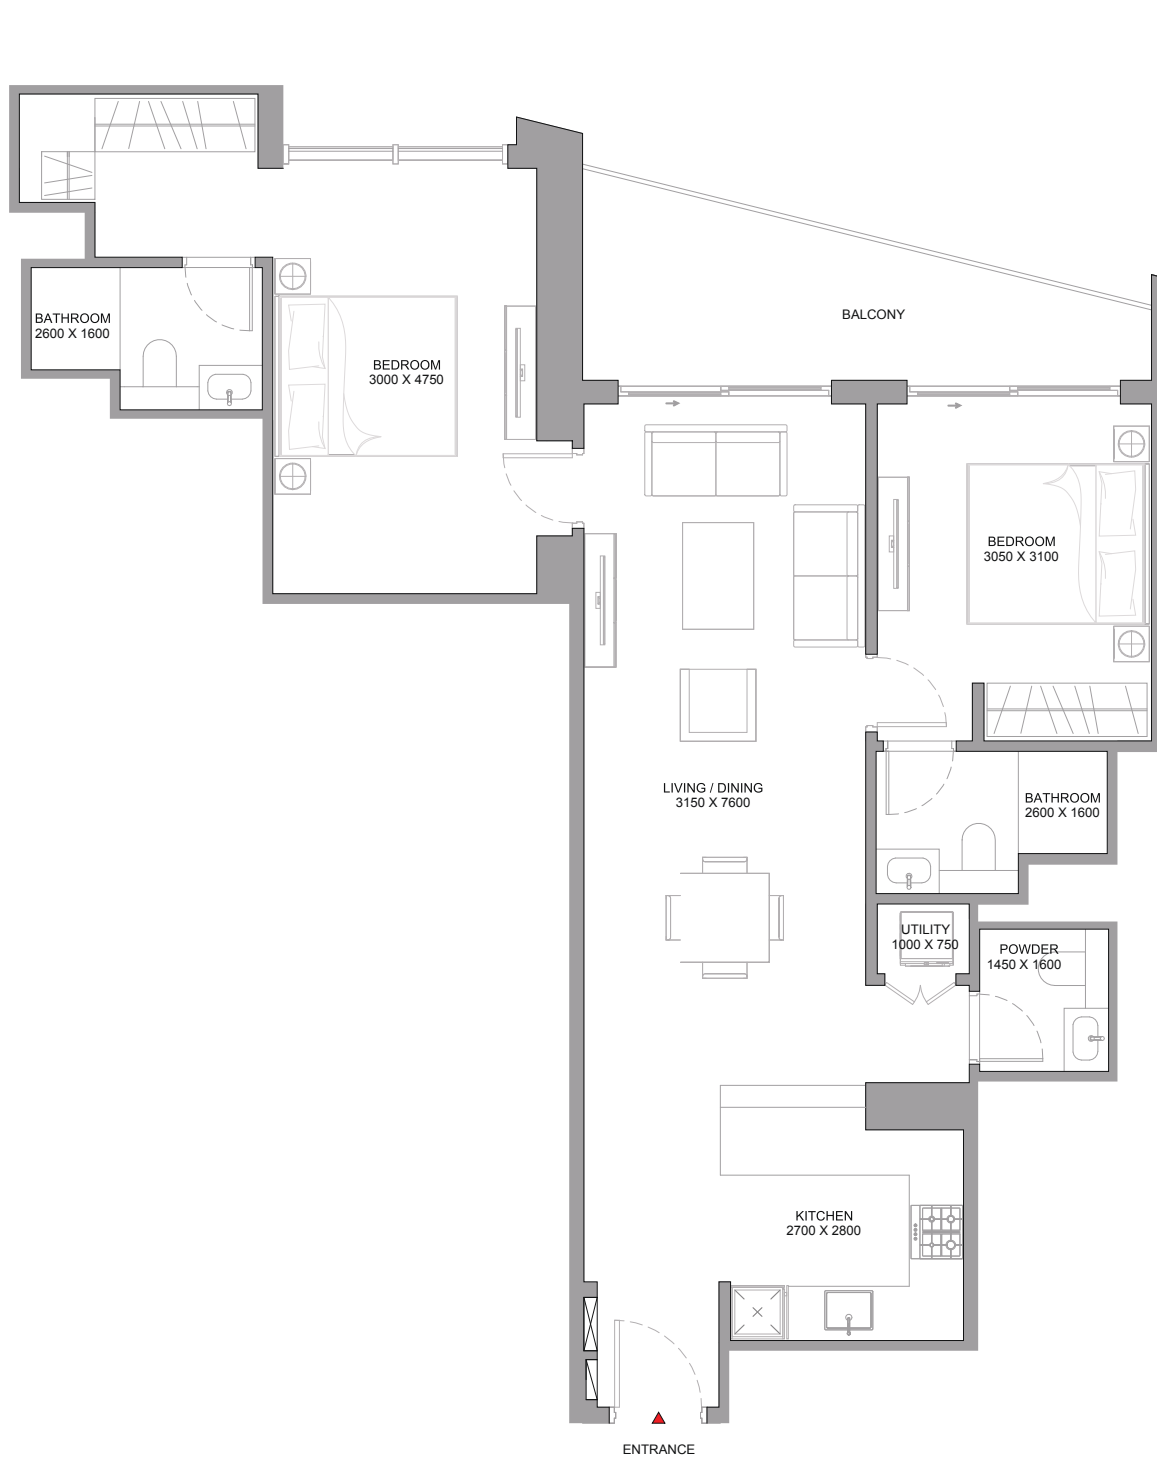 BALCONY
BATHROOM
2600 X 1600
BEDROOM
3000 X 4750
BEDROOM
3050 X 3100
LIVING / DINING
3150 X 7600
BATHROOM
2600 X 1600
UTILITY
1000 X 750
POWDER
1450 X 1600
KITCHEN
2700 X 2800
ENTRANCE